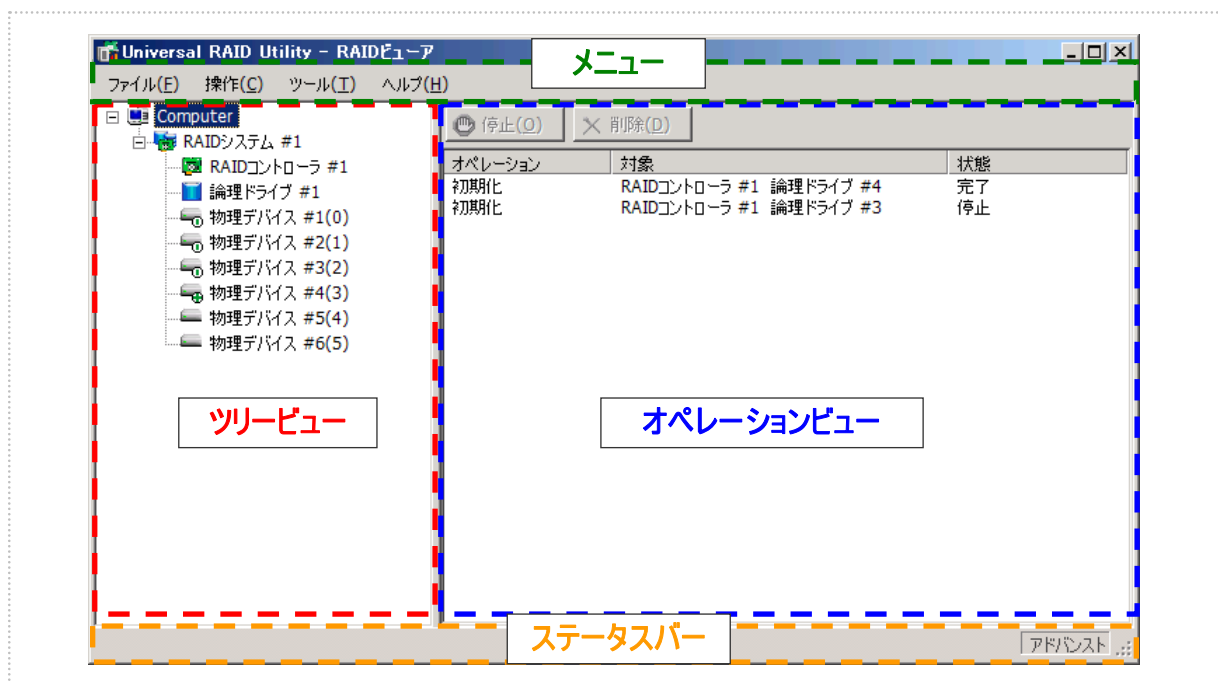 Universal RAID Utility - RAIDビューア
メニュー
ファイル(F) 操作(C) ツール(T) ヘルプ(H)
Computer
RAIDシステム #1
RAIDコントローラ #1
論理ドライブ #1
物理デバイス #1(0)
物理デバイス #2(1)
物理デバイス #3(2)
物理デバイス #4(3)
物理デバイス #5(4)
物理デバイス #6(5)
ツリービュー
停止(O) 削除(D)
オペレーション 対象 状態
初期化 RAIDコントローラ #1 論理ドライブ #4 完了
初期化 RAIDコントローラ #1 論理ドライブ #3 停止
オペレーションビュー
ステータスバー
アドバンスト